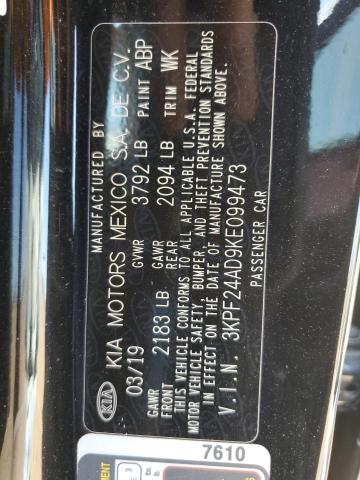 MANUFACTURED BY
KIA KIA MOTORS MEXICO S.A. DE C.V.
03/19 GVWR 3792 LB PAINT ABP
GAWR FRONT 2183 LB GAWR REAR 2094 LB TRIM WK
THIS VEHICLE CONFORMS TO ALL APPLICABLE U.S.A. FEDERAL
MOTOR VEHICLE SAFETY, BUMPER, AND THEFT PREVENTION STANDARDS
IN EFFECT ON THE DATE OF MANUFACTURE SHOWN ABOVE.
V.I.N. 3KPF24AD9KE099473
PASSENGER CAR
7610